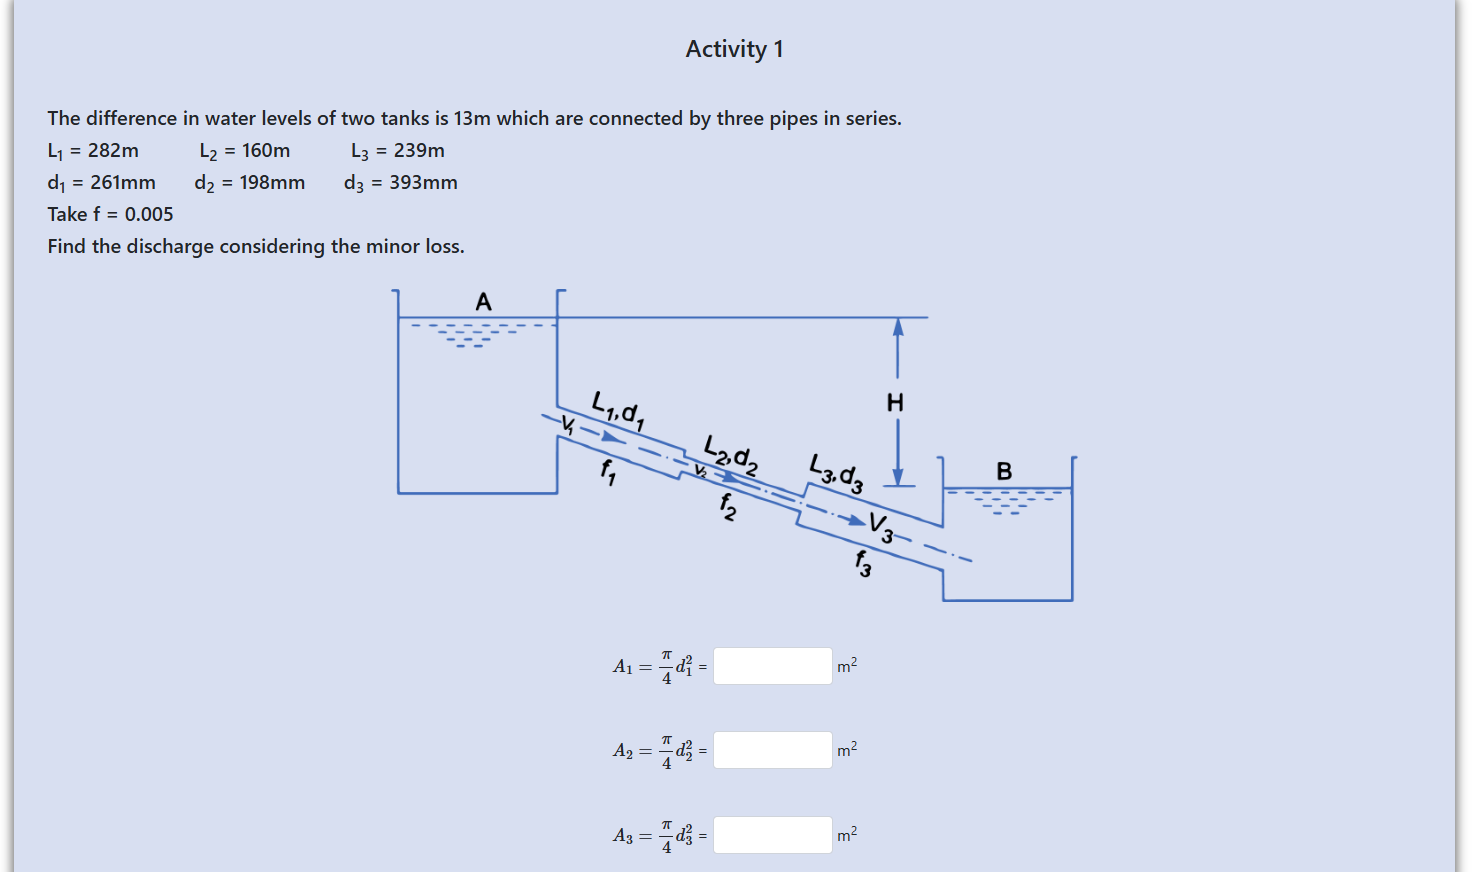 Activity 1
The difference in water levels of two tanks is 13m which are connected by three pipes in series.
L₁ = 282m L₂ = 160m L₃ = 239m
d₁ = 261mm d₂ = 198mm d₃ = 393mm
Take f = 0.005
Find the discharge considering the minor loss.
A
H
L₁,d₁
V₁
f₁
L₂,d₂
V₂
f₂
L₃,d₃
B
V₃
f₃
A₁ = π/4 d₁² = m²
A₂ = π/4 d₂² = m²
A₃ = π/4 d₃² = m²